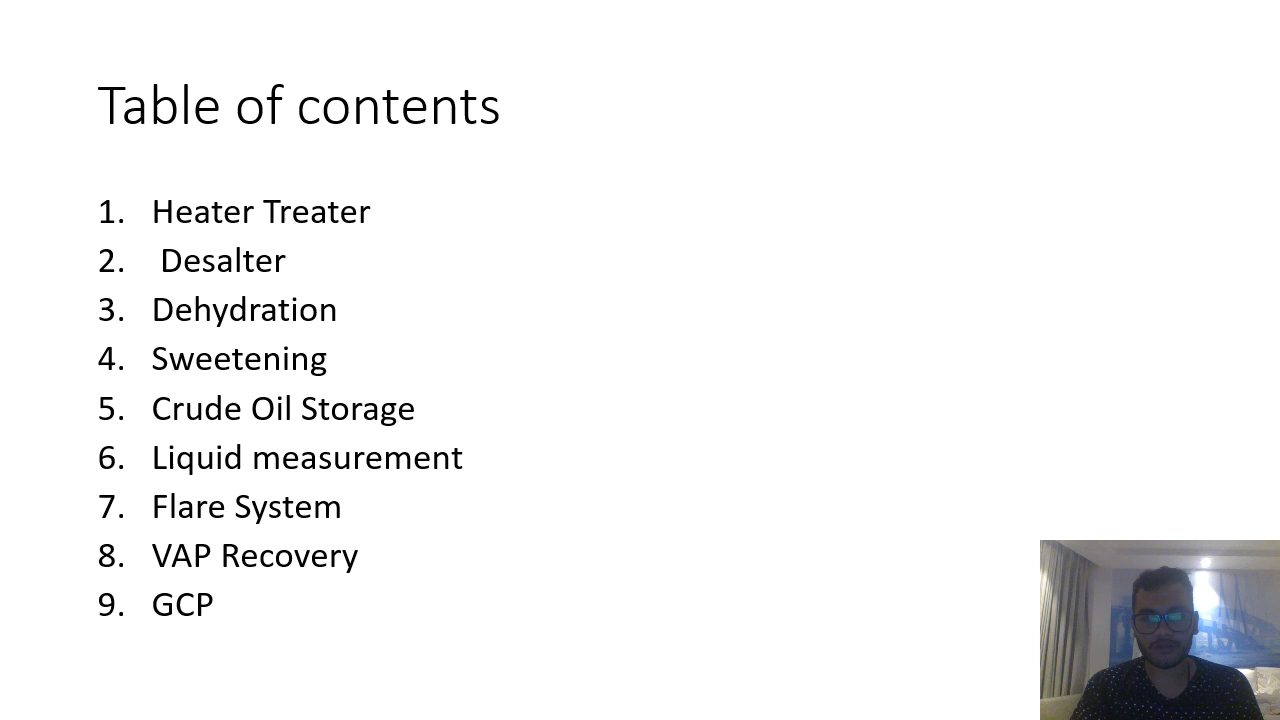 Table of contents
1. Heater Treater
2. Desalter
3. Dehydration
4. Sweetening
5. Crude Oil Storage
6. Liquid measurement
7. Flare System
8. VAP Recovery
9. GCP